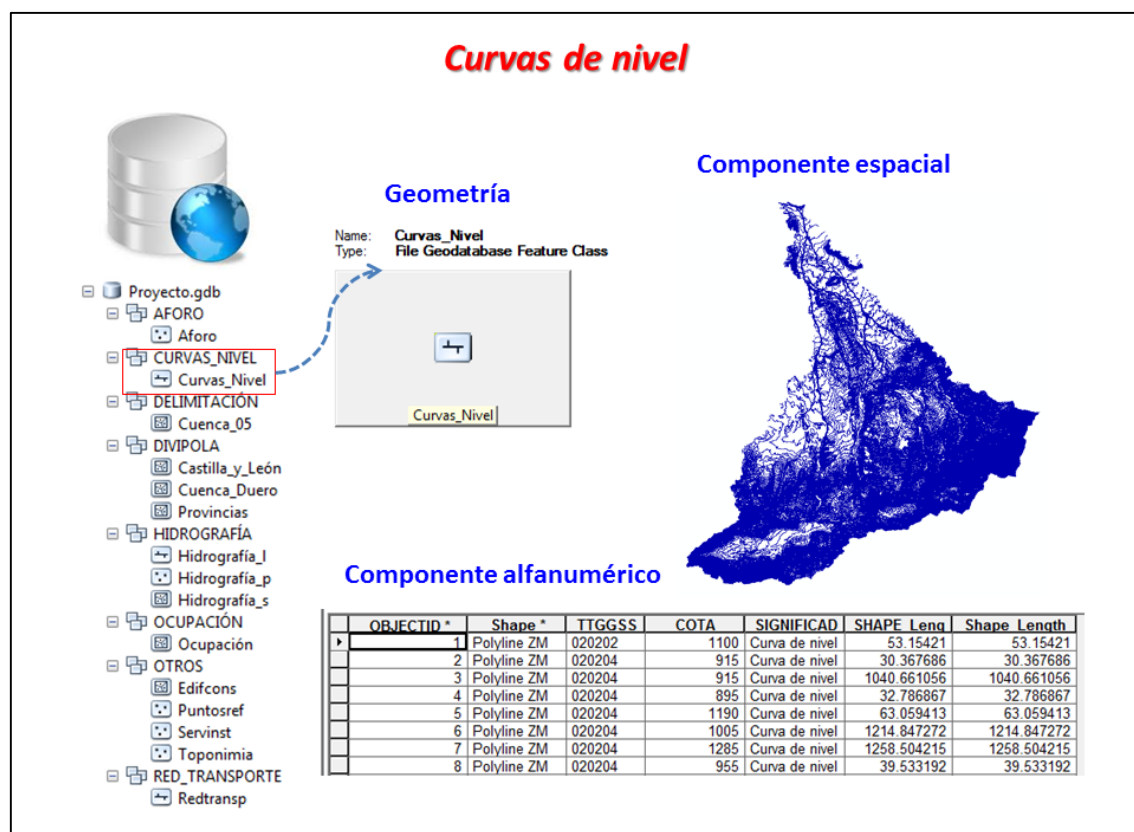 Curvas de nivel
Componente espacial
Geometría
Name: Curvas_Nivel
Type: File Geodatabase Feature Class
Curvas_Nivel
Proyecto.gdb
AFORO
Aforo
CURVAS_NIVEL
Curvas_Nivel
DELIMITACIÓN
Cuenca_05
DIVIPOLA
Castilla_y_León
Cuenca_Duero
Provincias
HIDROGRAFÍA
Hidrografía_l
Hidrografía_p
Hidrografía_s
OCUPACIÓN
Ocupación
OTROS
Edifcons
Puntosref
Servinst
Toponimia
RED_TRANSPORTE
Redtransp
Componente alfanumérico
OBJECTID * Shape * TTGGSS COTA SIGNIFICAD SHAPE_Leng Shape_Length
1 Polyline ZM 020202 1100 Curva de nivel 53.15421 53.15421
2 Polyline ZM 020204 915 Curva de nivel 30.367686 30.367686
3 Polyline ZM 020204 915 Curva de nivel 1040.661056 1040.661056
4 Polyline ZM 020204 895 Curva de nivel 32.786867 32.786867
5 Polyline ZM 020204 1190 Curva de nivel 63.059413 63.059413
6 Polyline ZM 020204 1005 Curva de nivel 1214.847272 1214.847272
7 Polyline ZM 020204 1285 Curva de nivel 1258.504215 1258.504215
8 Polyline ZM 020204 955 Curva de nivel 39.533192 39.533192